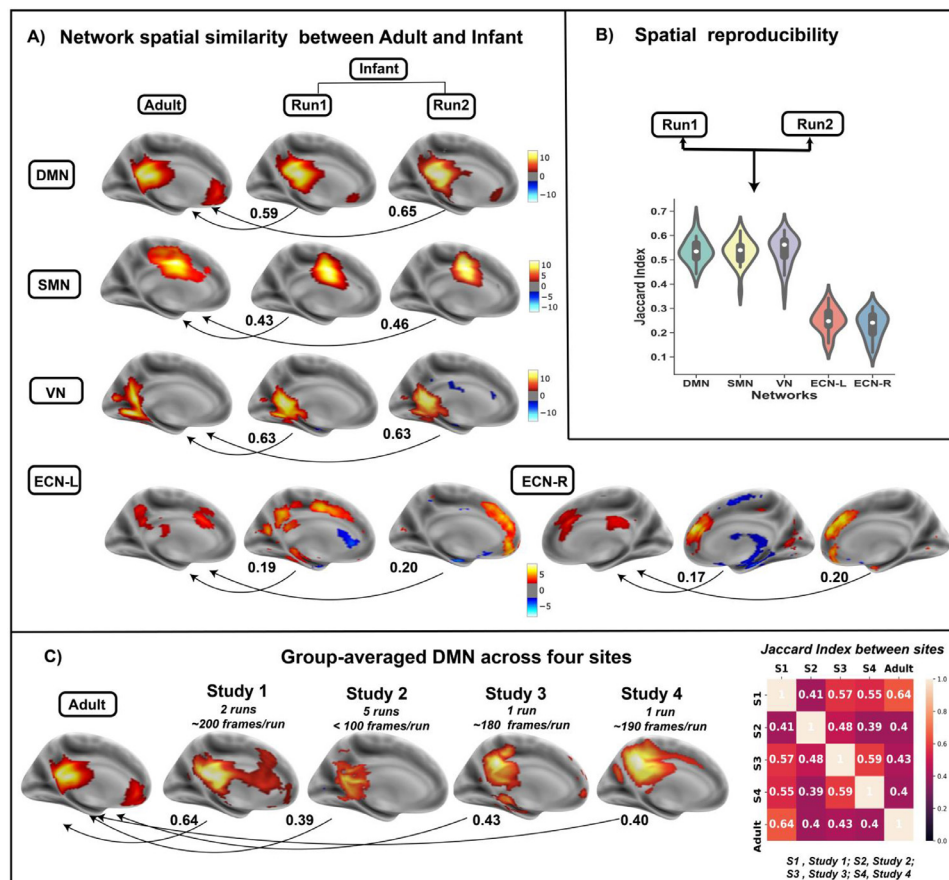 A) Network spatial similarity between Adult and Infant
Infant
Adult
Run1
Run2
DMN
10
5
0
−5
−10
0.59
0.65
SMN
10
5
2
0
−5
−10
0.43
0.46
VN
10
5
0
−5
−10
0.63
0.63
ECN-L
5
0
−5
0.19
0.20
ECN-R
0.17
0.20
B) Spatial reproducibility
Run1
Run2
Jaccard Index
0.7
0.6
0.5
0.4
0.3
0.2
0.1
DMN SMN VN ECN-L ECN-R
Networks
C) Group-averaged DMN across four sites
Adult
Study 1
2 runs
~200 frames/run
Study 2
5 runs
< 100 frames/run
Study 3
1 run
~180 frames/run
Study 4
1 run
~190 frames/run
0.64
0.39
0.43
0.40
Jaccard Index between sites
S1 S2 S3 S4 Adult
S1 1 0.41 0.57 0.55 0.64
S2 0.41 1 0.48 0.39 0.4
S3 0.57 0.48 1 0.59 0.43
S4 0.55 0.39 0.59 1 0.4
Adult 0.64 0.4 0.43 0.4 1
1.0
0.8
0.6
0.4
0.2
0.0
S1 , Study 1; S2, Study 2;
S3 , Study 3; S4, Study 4